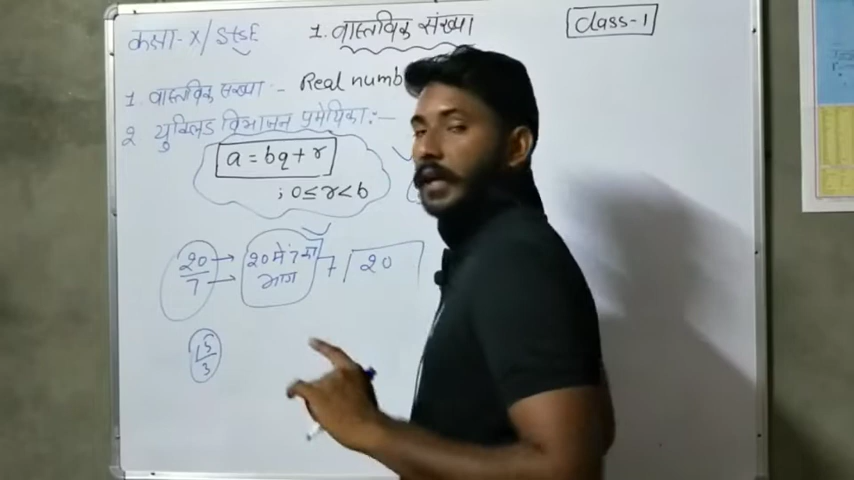 कक्षा - X / S+SE
1. वास्तविक संख्या
Class-1
1. वास्तविक संख्या :- Real numb
2 युक्लिड विभाजन प्रमेयिका :-
a = bq + r
; 0 ≤ r < b
20/7 → 20 में 7 से भाग
7 20
15/3